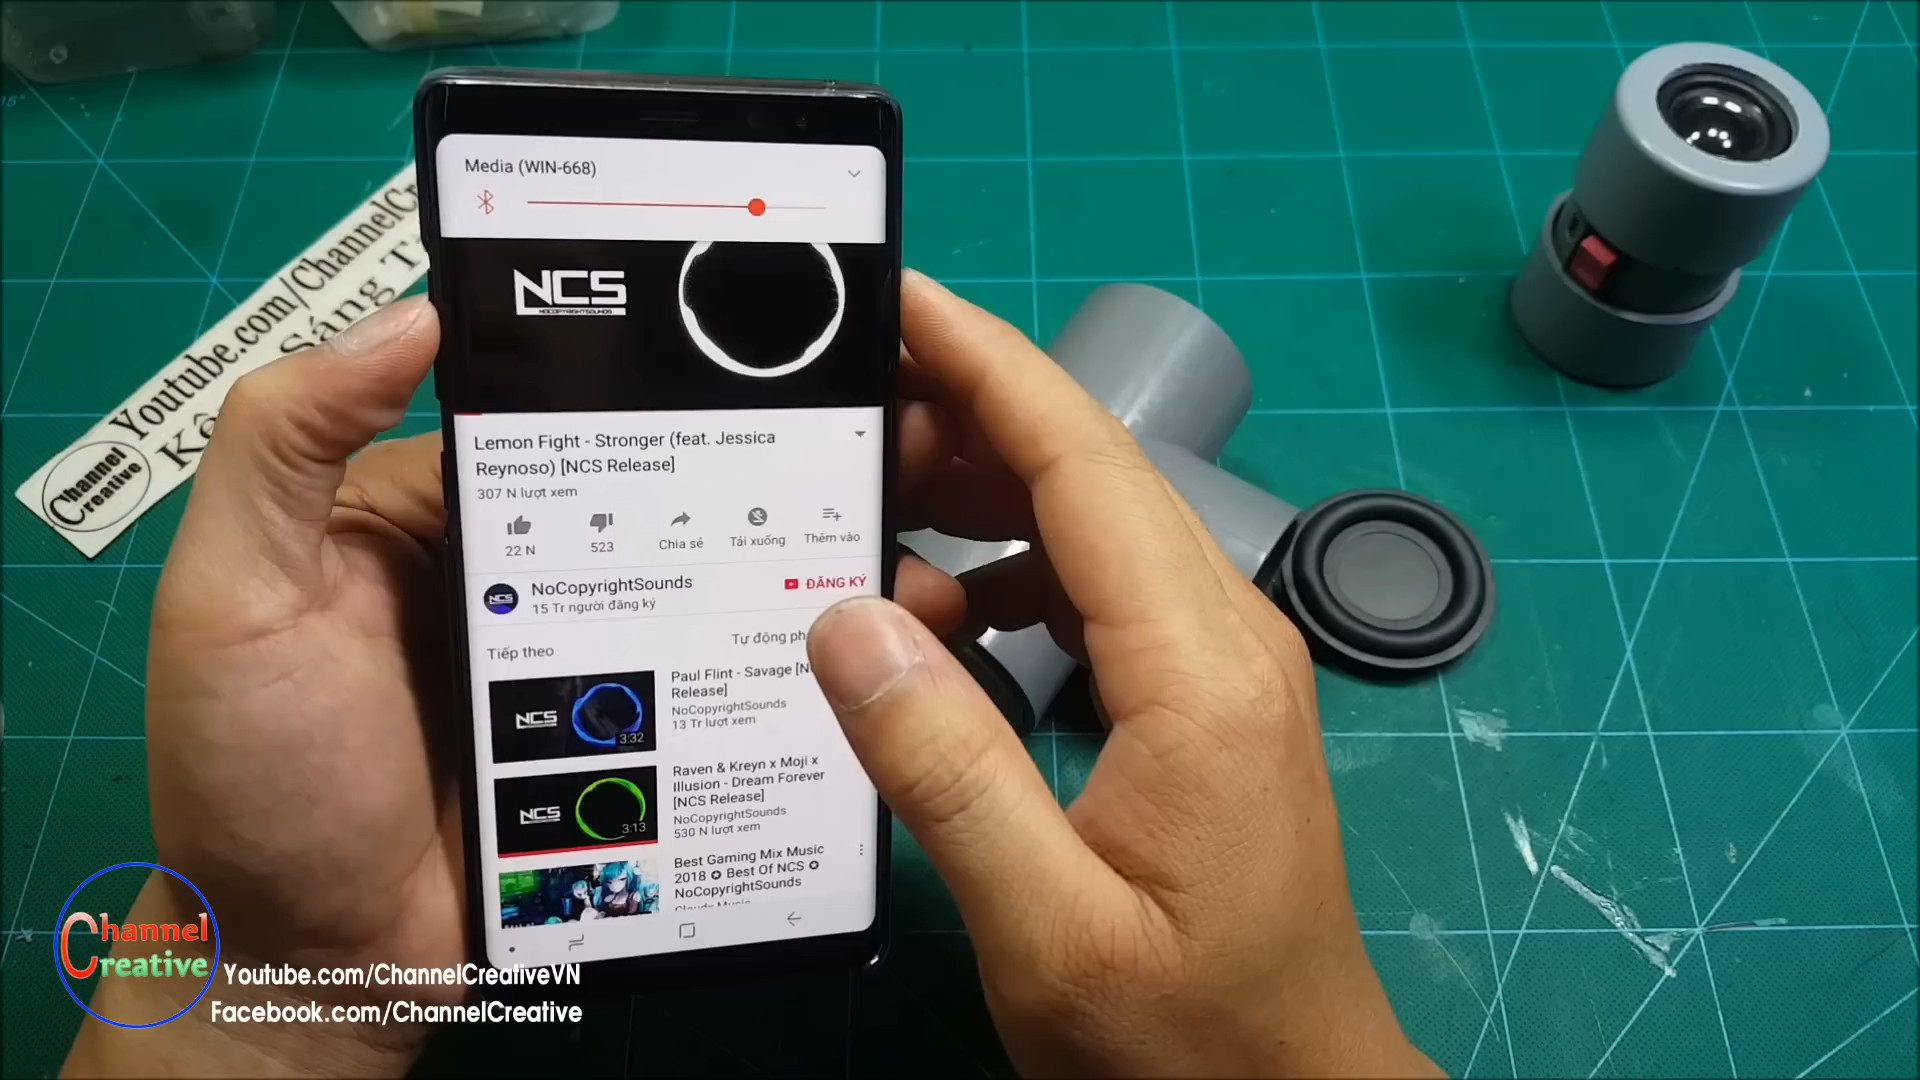 Media (WIN-668)
NCS
NOCOPYRIGHTSOUNDS
Lemon Fight - Stronger (feat. Jessica
Reynoso) [NCS Release]
307 N lượt xem
22 N
523
Chia sẻ
Tải xuống
Thêm vào
NCS
NoCopyrightSounds
15 Tr người đăng ký
ĐĂNG KÝ
Tiếp theo
Tự động
NCS
3:32
Paul Flint - Savage
Release]
NoCopyrightSounds
13 Tr lượt xem
NCS
3:13
Raven & Kreyn x Moji x
Illusion - Dream Forever
[NCS Release]
NoCopyrightSounds
530 N lượt xem
Best Gaming Mix Music
2018 ✪ Best Of NCS ✪
NoCopyrightSounds
Youtube.com/ChannelCr
Sáng
Channel
Creative
Channel
Creative
Youtube.com/ChannelCreativeVN
Facebook.com/ChannelCreative